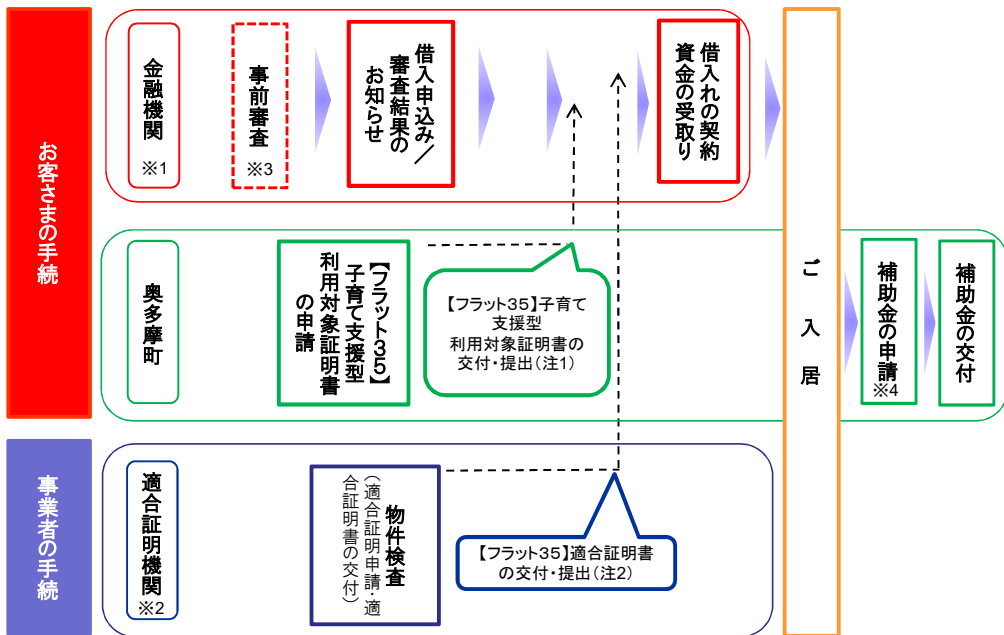 お客さまの手続
金融機関
※1
事前審査
※3
借入申込み／
審査結果の
お知らせ
借入れの契約
資金の受取り
奥多摩町
【フラット35】
子育て支援型
利用対象証明書
の申請
【フラット35】子育て
支援型
利用対象証明書の
交付・提出(注1)
ご入居
補助金の申請
※4
補助金の交付
事業者の手続
適合証明機関
※2
物件検査
（適合証明申請・適
合証明書の交付）
【フラット35】適合証明書
の交付・提出(注2)